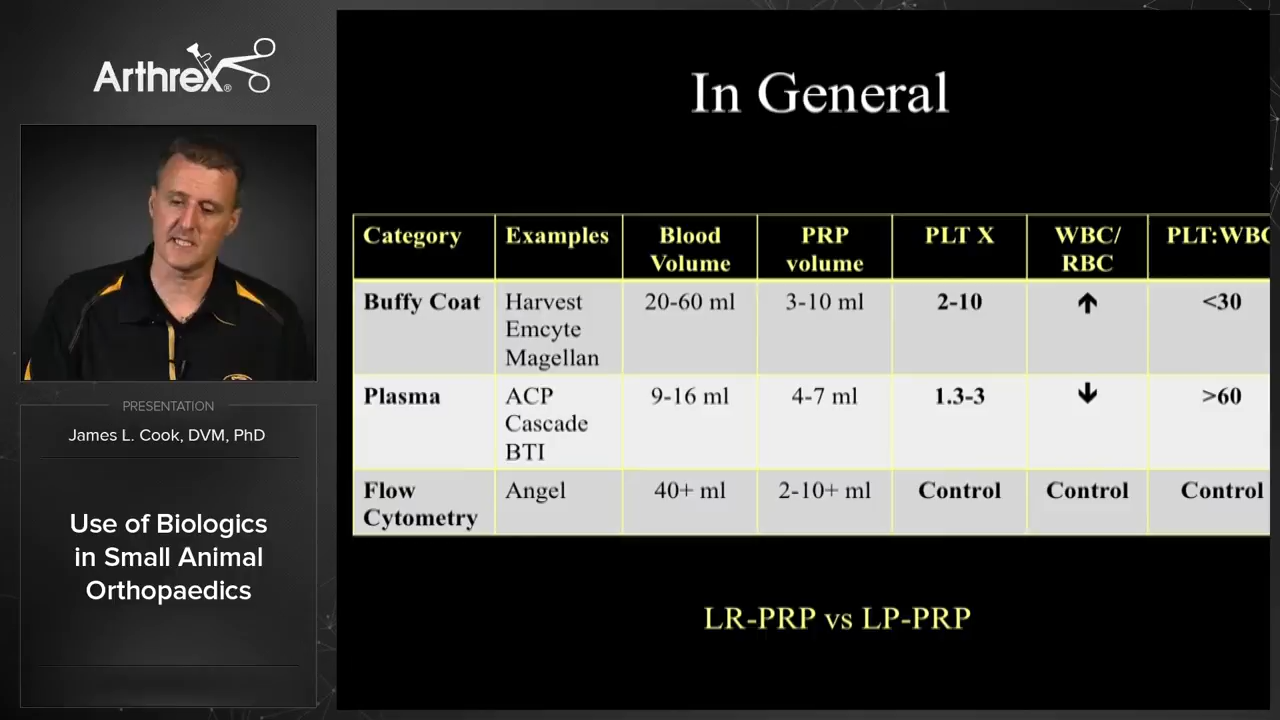 Arthrex®
PRESENTATION
James L. Cook, DVM, PhD
Use of Biologics
in Small Animal
Orthopaedics
In General
Category Examples Blood Volume PRP volume PLT X WBC/ RBC PLT:WBC
Buffy Coat Harvest Emcyte Magellan 20-60 ml 3-10 ml 2-10 ↑ <30
Plasma ACP Cascade BTI 9-16 ml 4-7 ml 1.3-3 ↓ >60
Flow Cytometry Angel 40+ ml 2-10+ ml Control Control Control
LR-PRP vs LP-PRP